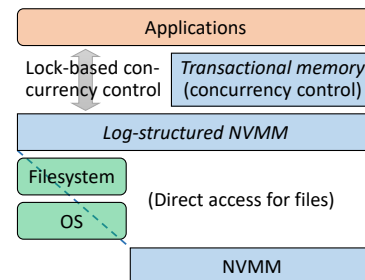 Applications
Lock-based con-
currency control
Transactional memory
(concurrency control)
Log-structured NVMM
Filesystem
OS
(Direct access for files)
NVMM